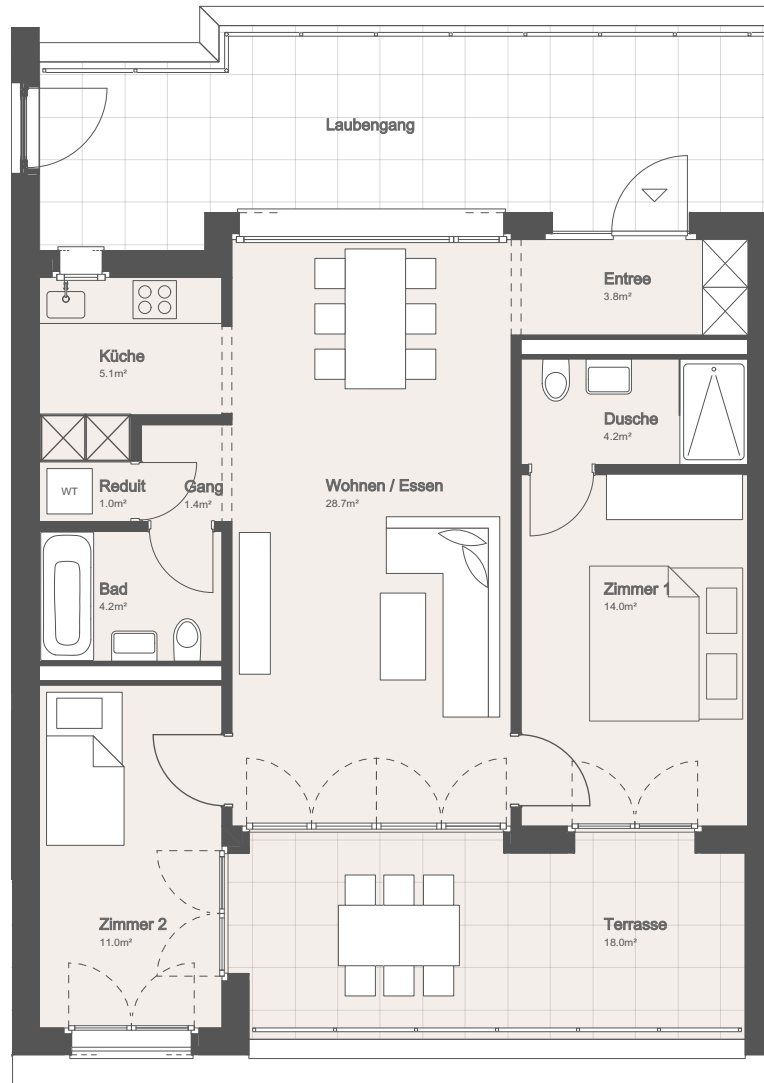 Laubengang
Entree
3.8m²
Küche
5.1m²
Dusche
4.2m²
WT
Reduit
1.0m²
Gang
1.4m²
Wohnen / Essen
28.7m²
Bad
4.2m²
Zimmer 1
14.0m²
Zimmer 2
11.0m²
Terrasse
18.0m²